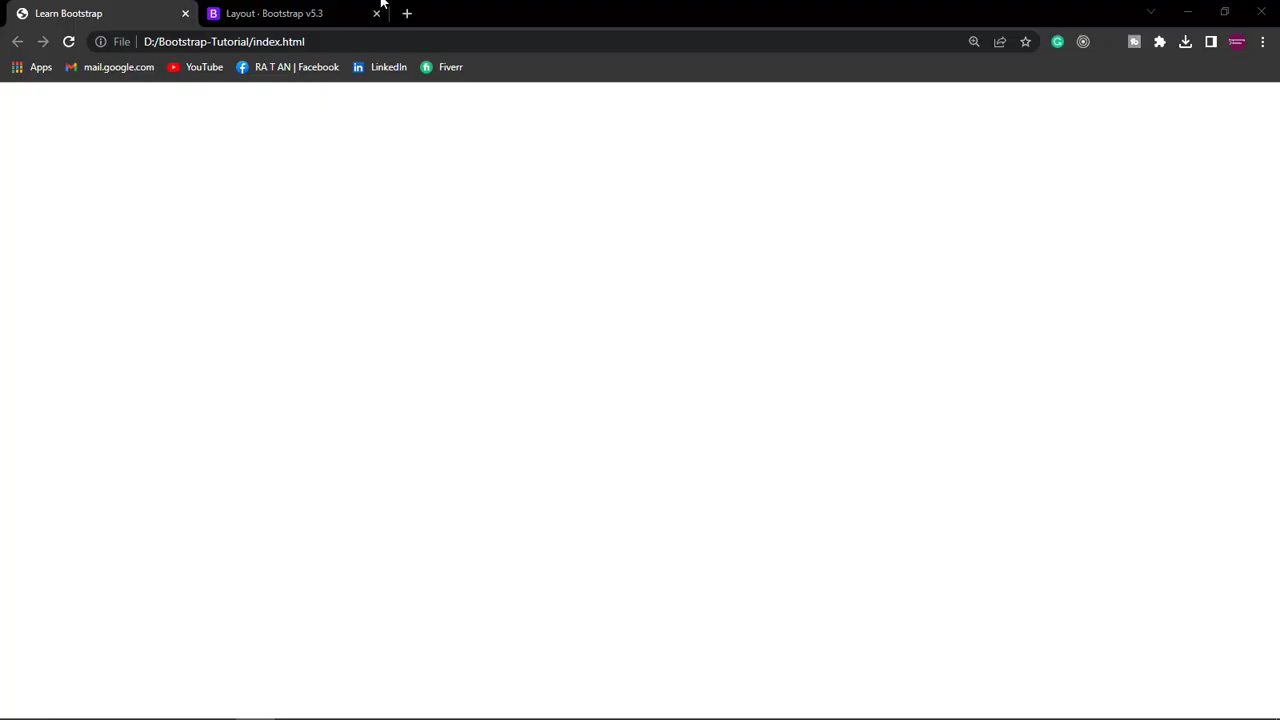 Learn Bootstrap
B Layout · Bootstrap v5.3
File D:/Bootstrap-Tutorial/index.html
Apps mail.google.com YouTube RA T AN | Facebook LinkedIn Fiverr